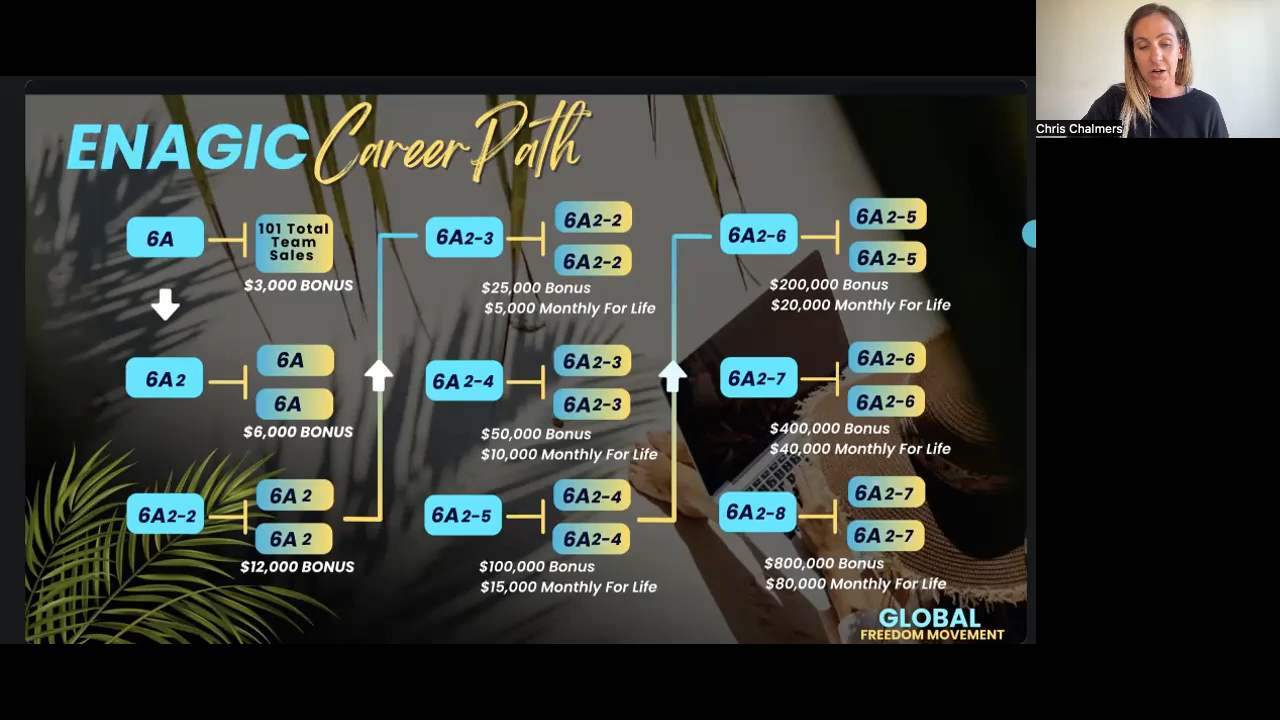 Chris Chalmers
ENAGIC Career Path
6A
101 Total
Team
Sales
$3,000 BONUS
6A2
6A
6A
$6,000 BONUS
6A2-2
6A 2
6A 2
$12,000 BONUS
6A2-3
6A2-2
6A2-2
$25,000 Bonus
$5,000 Monthly For Life
6A2-4
6A2-3
6A2-3
$50,000 Bonus
$10,000 Monthly For Life
6A2-5
6A2-4
6A2-4
$100,000 Bonus
$15,000 Monthly For Life
6A2-6
6A2-5
6A2-5
$200,000 Bonus
$20,000 Monthly For Life
6A2-7
6A2-6
6A2-6
$400,000 Bonus
$40,000 Monthly For Life
6A2-8
6A2-7
6A2-7
$800,000 Bonus
$80,000 Monthly For Life
GLOBAL
FREEDOM MOVEMENT